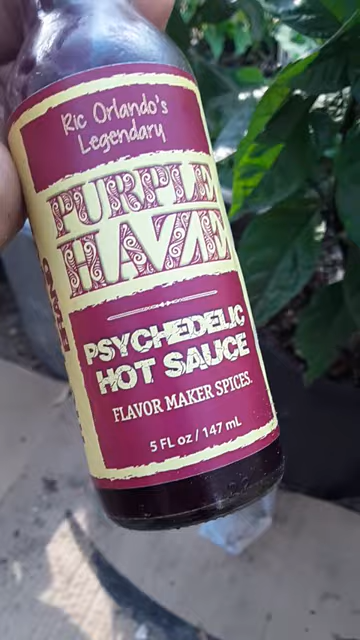 Ric Orlando's
Legendary
PURPLE
HAZE
PSYCHEDELIC
HOT SAUCE
FLAVOR MAKER SPICES.
5 FL oz / 147 mL